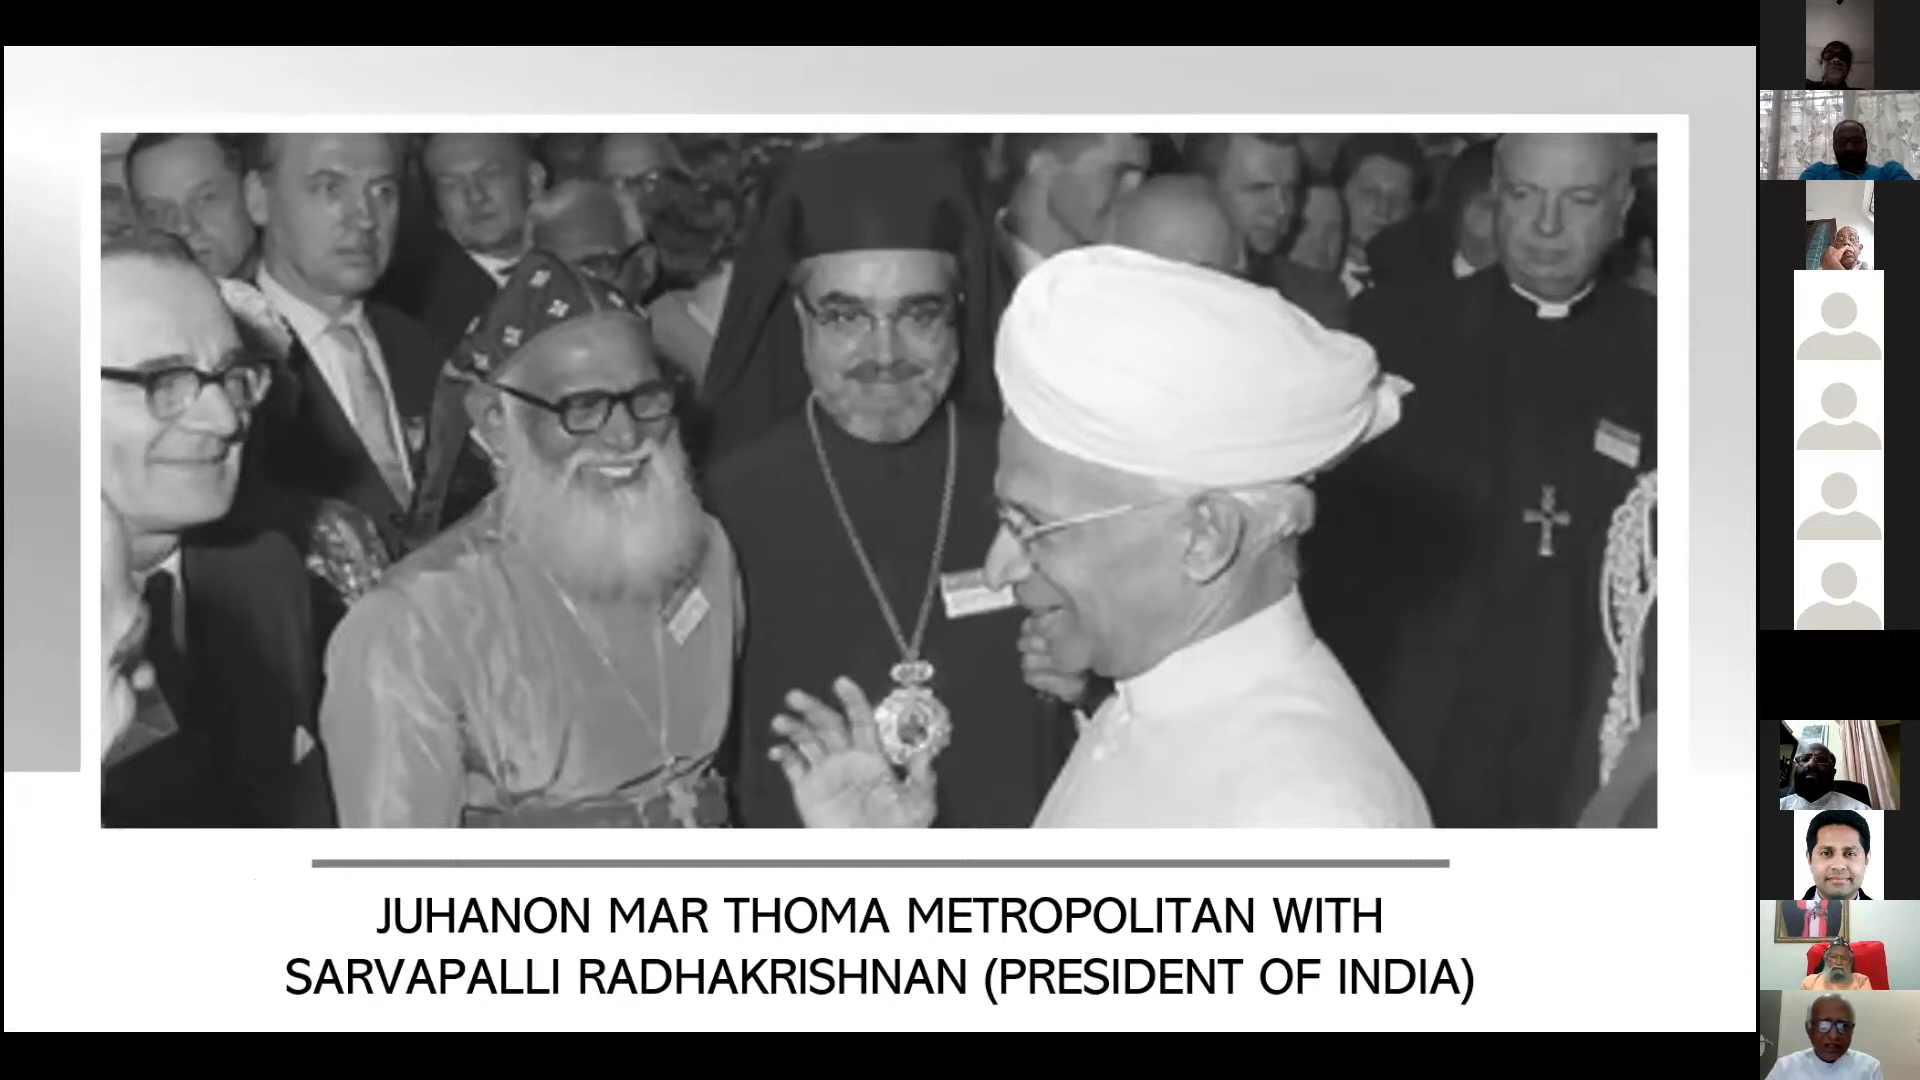 JUHANON MAR THOMA METROPOLITAN WITH
SARVAPALLI RADHAKRISHNAN (PRESIDENT OF INDIA)